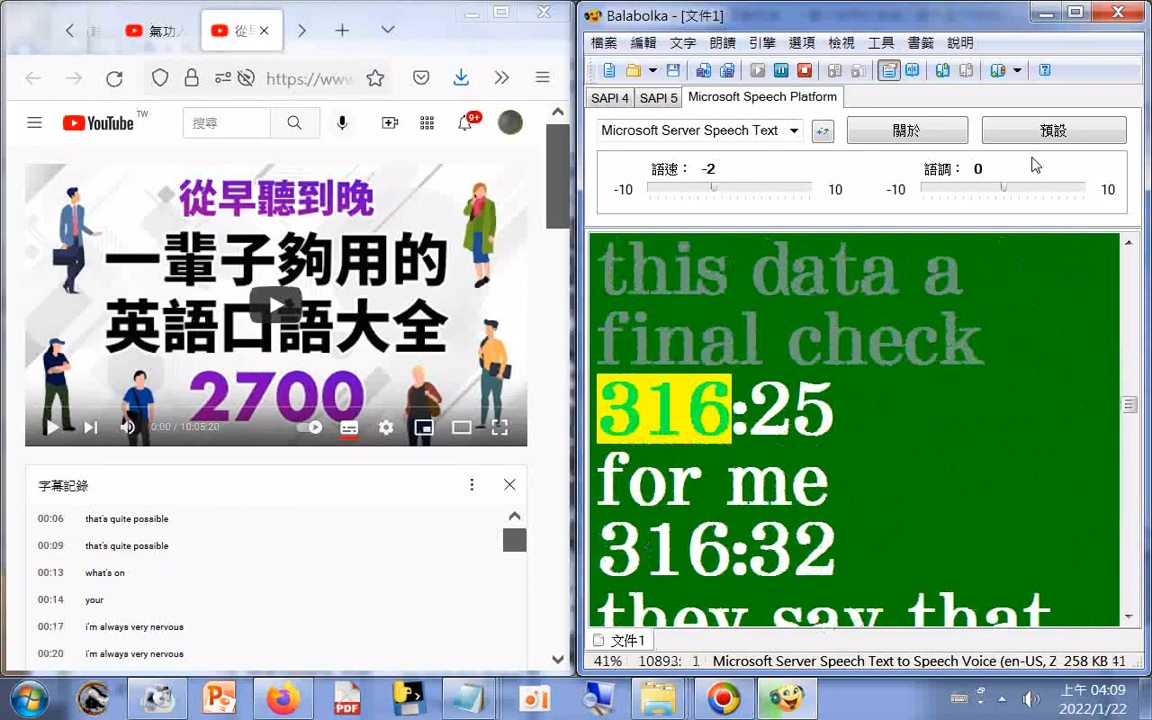 氣功
從
https://www
YouTube TW
搜尋
9+
從早聽到晚
一輩子夠用的
英語口語大全
2700
0:00 / 10:05:20
字幕記錄
00:06 that's quite possible
00:09 that's quite possible
00:13 what's on
00:14 your
00:17 i'm always very nervous
00:20 i'm always very nervous
Balabolka - [文件1]
檔案 編輯 文字 朗讀 引擎 選項 檢視 工具 書籤 說明
SAPI 4 SAPI 5 Microsoft Speech Platform
Microsoft Server Speech Text 關於 預設
語速： -2 語調： 0
-10 10 -10 10
this data a
final check
316:25
for me
316:32
they say that
文件1
41% 10893: 1 Microsoft Server Speech Text to Speech Voice (en-US, Z 258 KB 41
上午 04:09
2022/1/22